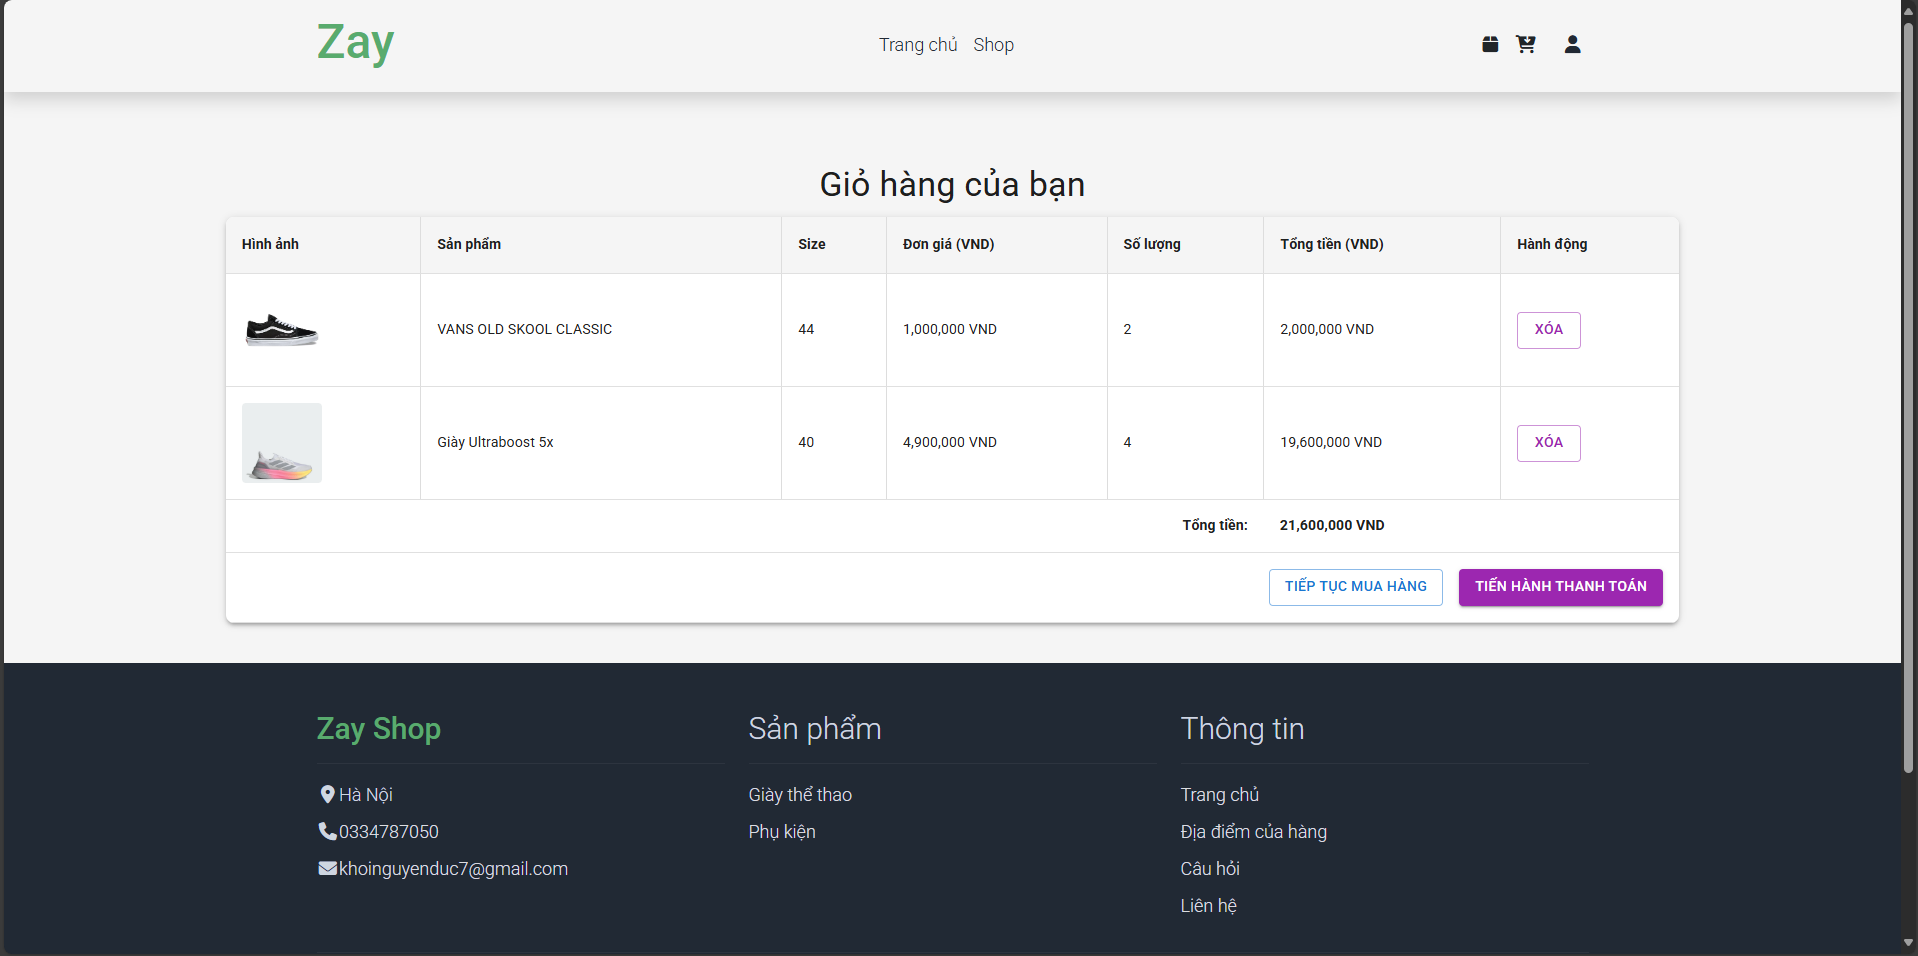 Zay
Trang chủ Shop
Giỏ hàng của bạn
Hình ảnh Sản phẩm Size Đơn giá (VND) Số lượng Tổng tiền (VND) Hành động
VANS OLD SKOOL CLASSIC 44 1,000,000 VND 2 2,000,000 VND XÓA
Giày Ultraboost 5x 40 4,900,000 VND 4 19,600,000 VND XÓA
Tổng tiền: 21,600,000 VND
TIẾP TỤC MUA HÀNG TIẾN HÀNH THANH TOÁN
Zay Shop
Hà Nội
0334787050
khoinguyenduc7@gmail.com
Sản phẩm
Giày thể thao
Phụ kiện
Thông tin
Trang chủ
Địa điểm của hàng
Câu hỏi
Liên hệ